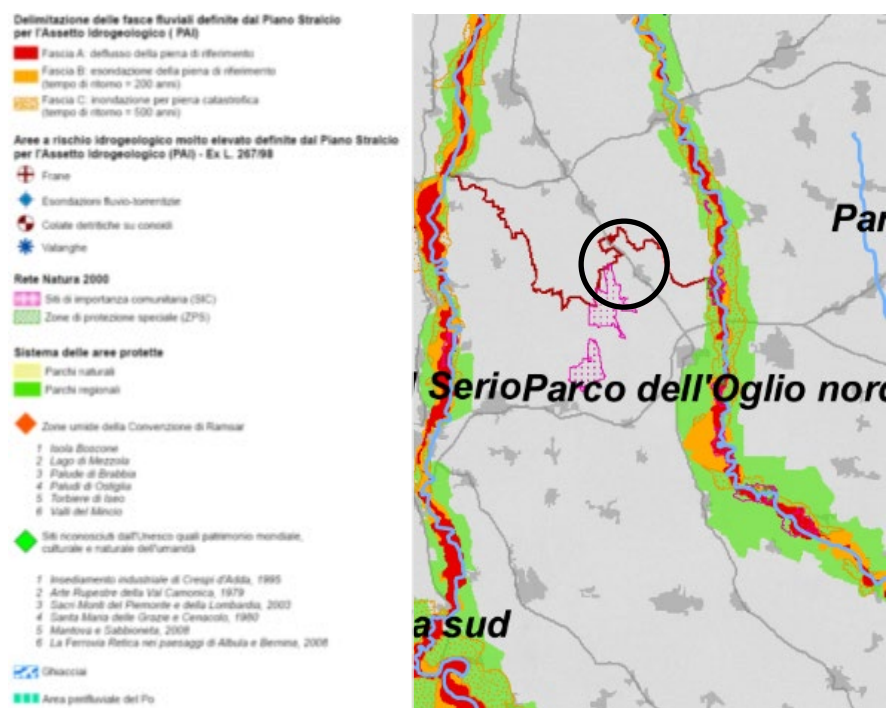 Delimitazione delle fasce fluviali definite dal Piano Stralcio
per l'Assetto Idrogeologico ( PAI)
Fascia A: deflusso della piena di riferimento
Fascia B: esondazione della piena di riferimento
(tempo di ritorno = 200 anni)
Fascia C: inondazione per piena catastrofica
(tempo di ritorno = 500 anni)
Aree a rischio idrogeologico molto elevato definite dal Piano Stralcio
per l'Assetto Idrogeologico (PAI) - Ex L. 267/98
Frane
Esondazioni fluvio-torrentizie
Colate detritiche su conoidi
Valanghe
Rete Natura 2000
Siti di importanza comunitaria (SIC)
Zone di protezione speciale (ZPS)
Sistema delle aree protette
Parchi naturali
Parchi regionali
Zone umide della Convenzione di Ramsar
1 Isola Boscone
2 Lago di Mezzola
3 Palude di Brabbia
4 Paludi di Ostiglia
5 Torbiere di Iseo
6 Valli del Mincio
Siti riconosciuti dall'Unesco quali patrimonio mondiale,
culturale e naturale dell'umanità
1 Insediamento industriale di Crespi d'Adda, 1995
2 Arte Rupestre della Val Camonica, 1979
3 Sacri Monti del Piemonte e della Lombardia, 2003
4 Santa Maria delle Grazie e Cenacolo, 1980
5 Mantova e Sabbioneta, 2008
6 La Ferrovia Retica nei paesaggi di Albula e Bernina, 2008
Ghiacciai
Area perifluviale del Po
Par
l Serio Parco dell'Oglio nord
a sud